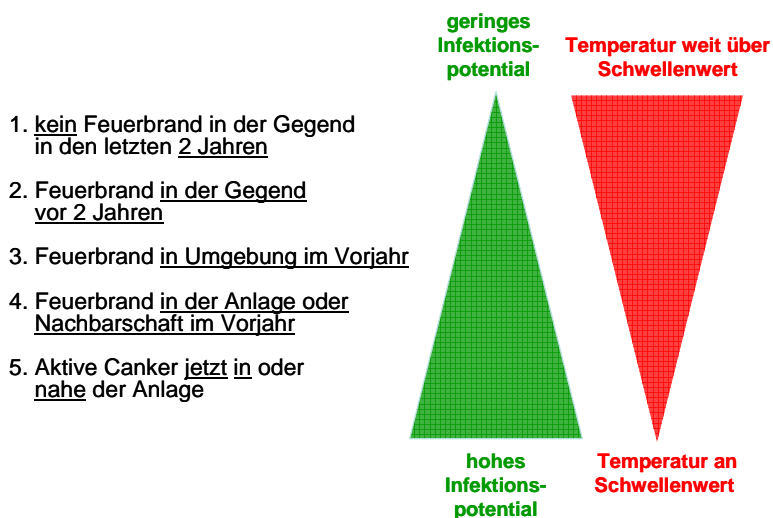 geringes
Infektions-
potential
Temperatur weit über
Schwellenwert
1. kein Feuerbrand in der Gegend
in den letzten 2 Jahren
2. Feuerbrand in der Gegend
vor 2 Jahren
3. Feuerbrand in Umgebung im Vorjahr
4. Feuerbrand in der Anlage oder
Nachbarschaft im Vorjahr
5. Aktive Canker jetzt in oder
nahe der Anlage
hohes
Infektions-
potential
Temperatur an
Schwellenwert